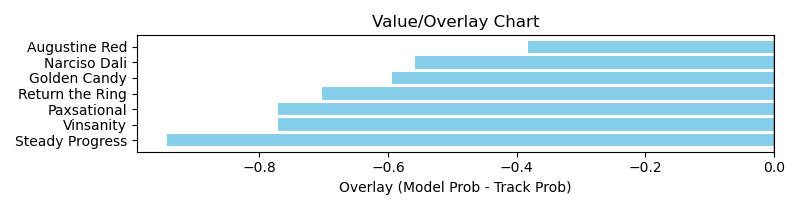 Value/Overlay Chart
Augustine Red
Narciso Dali
Golden Candy
Return the Ring
Paxsational
Vinsanity
Steady Progress
−0.8 −0.6 −0.4 −0.2 0.0
Overlay (Model Prob - Track Prob)